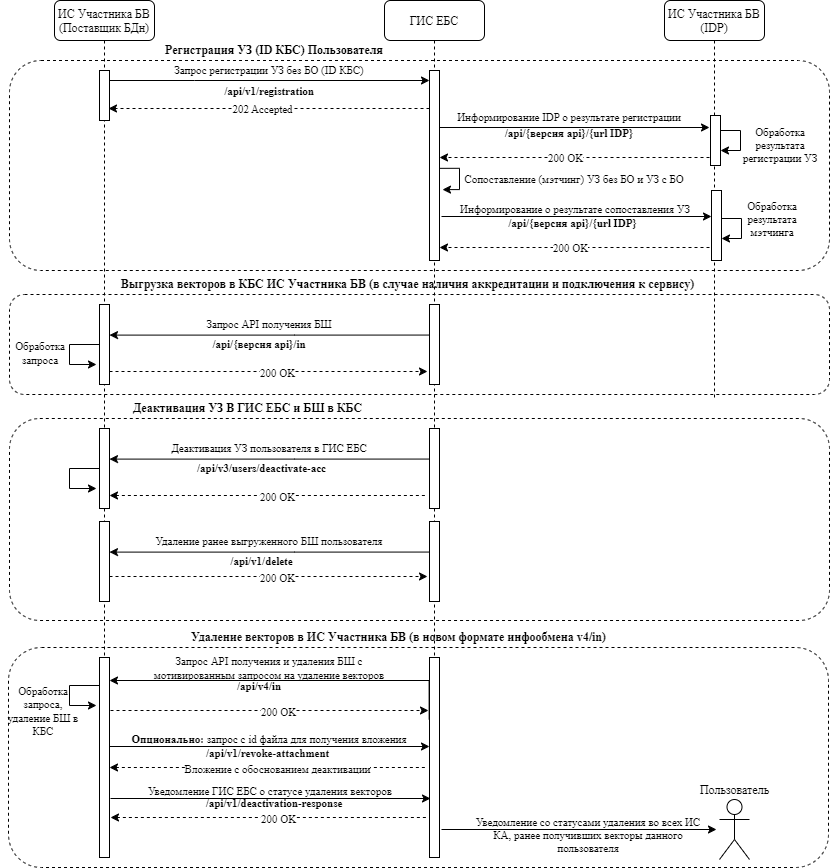 ИС Участника БВ
(Поставщик БДн)
ГИС ЕБС
ИС Участника БВ
(IDP)
Регистрация УЗ (ID КБС) Пользователя
Запрос регистрации УЗ без БО (ID КБС)
/api/v1/registration
202 Accepted
Информирование IDP о результате регистрации
/api/{версия api}/{url IDP}
Обработка
результата
регистрации УЗ
200 OK
Сопоставление (мэтчинг) УЗ без БО и УЗ с БО
Информирование о результате сопоставления УЗ
/api/{версия api}/{url IDP}
Обработка
результата
мэтчинга
200 OK
Выгрузка векторов в КБС ИС Участника БВ (в случае наличия аккредитации и подключения к сервису)
Запрос API получения БШ
/api/{версия api}/in
Обработка
запроса
200 OK
Деактивация УЗ В ГИС ЕБС и БШ в КБС
Деактивация УЗ пользователя в ГИС ЕБС
/api/v3/users/deactivate-acc
200 OK
Удаление ранее выгруженного БШ пользователя
/api/v1/delete
200 OK
Удаление векторов в ИС Участника БВ (в новом формате инфообмена v4/in)
Запрос API получения и удаления БШ с
мотивированным запросом на удаление векторов
/api/v4/in
Обработка
запроса,
удаление БШ в
КБС
200 OK
Опционально: запрос с id файла для получения вложения
/api/v1/revoke-attachment
Вложение с обоснованием деактивации
Уведомление ГИС ЕБС о статусе удаления векторов
/api/v1/deactivation-response
200 OK
Пользователь
Уведомление со статусами удаления во всех ИС
КА, ранее получивших векторы данного
пользователя